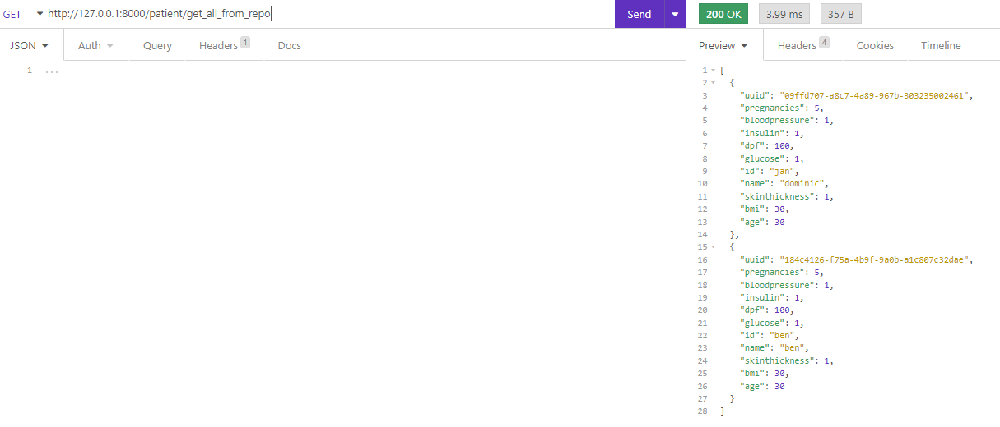 GET http://127.0.0.1:8000/patient/get_all_from_repo Send 200 OK 3.99 ms 357 B
JSON Auth Query Headers 1 Docs Preview Headers 4 Cookies Timeline
1 ...
1 [
2 {
3 "uuid": "09ffd707-a8c7-4a89-967b-303235002461",
4 "pregnancies": 5,
5 "bloodpressure": 1,
6 "insulin": 1,
7 "dpf": 100,
8 "glucose": 1,
9 "id": "jan",
10 "name": "dominic",
11 "skinthickness": 1,
12 "bmi": 30,
13 "age": 30
14 },
15 {
16 "uuid": "184c4126-f75a-4b9f-9a0b-a1c807c32dae",
17 "pregnancies": 5,
18 "bloodpressure": 1,
19 "insulin": 1,
20 "dpf": 100,
21 "glucose": 1,
22 "id": "ben",
23 "name": "ben",
24 "skinthickness": 1,
25 "bmi": 30,
26 "age": 30
27 }
28 ]